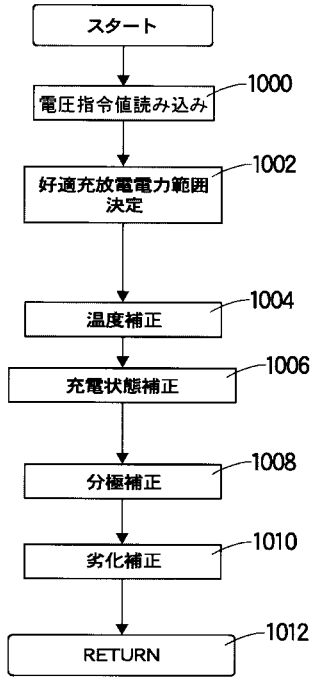 スタート
1000
電圧指令値読み込み
1002
好適充放電電力範囲
決定
1004
温度補正
1006
充電状態補正
1008
分極補正
1010
劣化補正
1012
RETURN